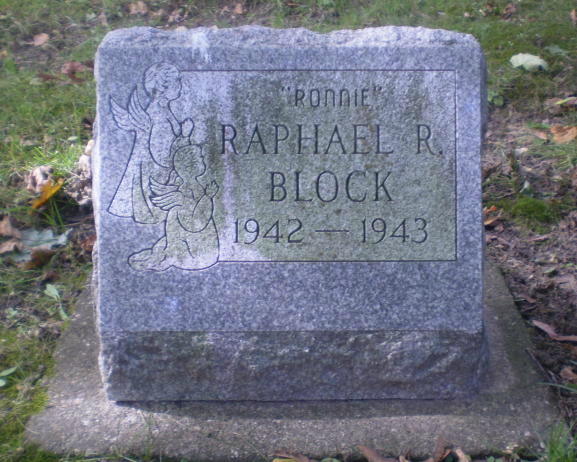 "RONNIE"
RAPHAEL R.
BLOCK
1942 — 1943